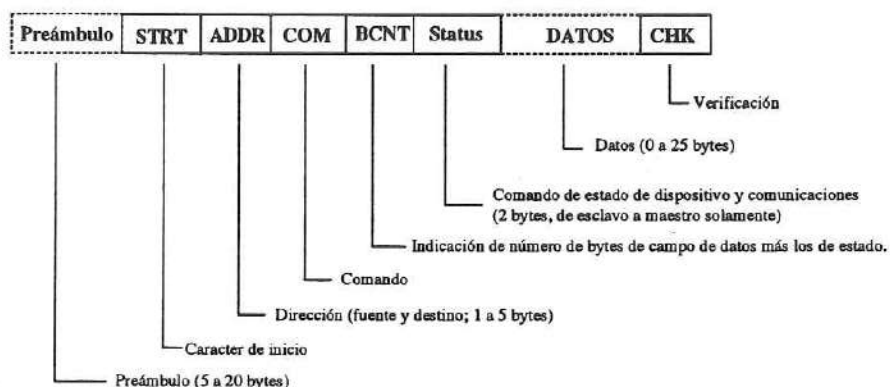 Preámbulo STRT ADDR COM BCNT Status DATOS CHK
Verificación
Datos (0 a 25 bytes)
Comando de estado de dispositivo y comunicaciones
(2 bytes, de esclavo a maestro solamente)
Indicación de número de bytes de campo de datos más los de estado.
Comando
Dirección (fuente y destino; 1 a 5 bytes)
Caracter de inicio
Preámbulo (5 a 20 bytes)